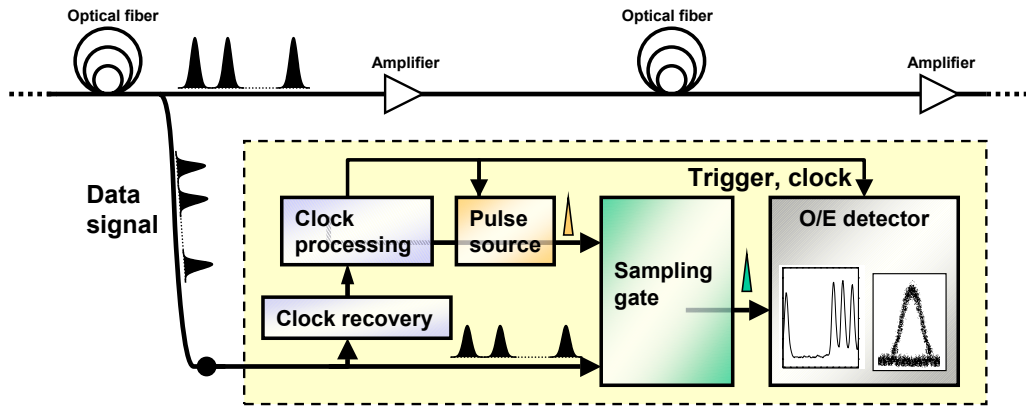 Optical fiber
Optical fiber
Amplifier
Amplifier
Data
signal
Trigger, clock
Clock
processing
Pulse
source
O/E detector
Sampling
gate
Clock recovery